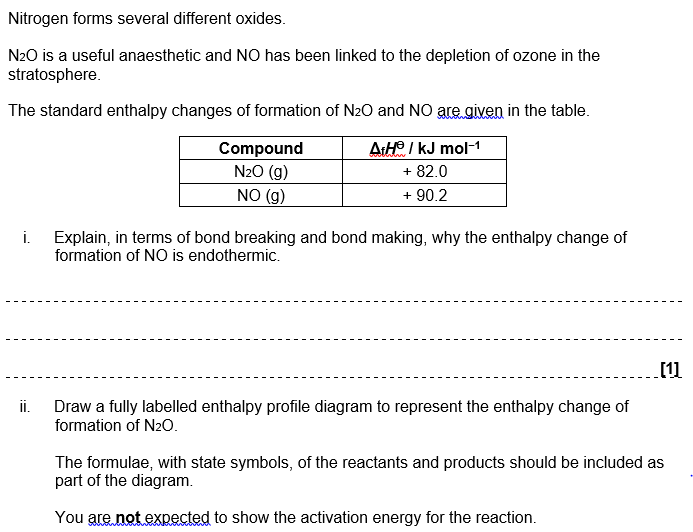 Nitrogen forms several different oxides.
N2O is a useful anaesthetic and NO has been linked to the depletion of ozone in the
stratosphere.
The standard enthalpy changes of formation of N2O and NO are given in the table.
Compound ΔfH⦵ / kJ mol−1
N2O (g) + 82.0
NO (g) + 90.2
i. Explain, in terms of bond breaking and bond making, why the enthalpy change of
formation of NO is endothermic.
[1]
ii. Draw a fully labelled enthalpy profile diagram to represent the enthalpy change of
formation of N2O.
The formulae, with state symbols, of the reactants and products should be included as
part of the diagram.
You are not expected to show the activation energy for the reaction.